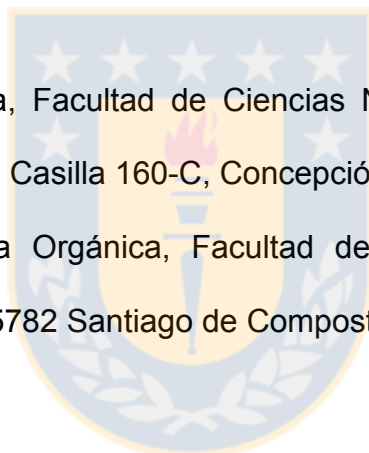 a, Facultad de Ciencias N
Casilla 160-C, Concepció
a Orgánica, Facultad de
5782 Santiago de Compost